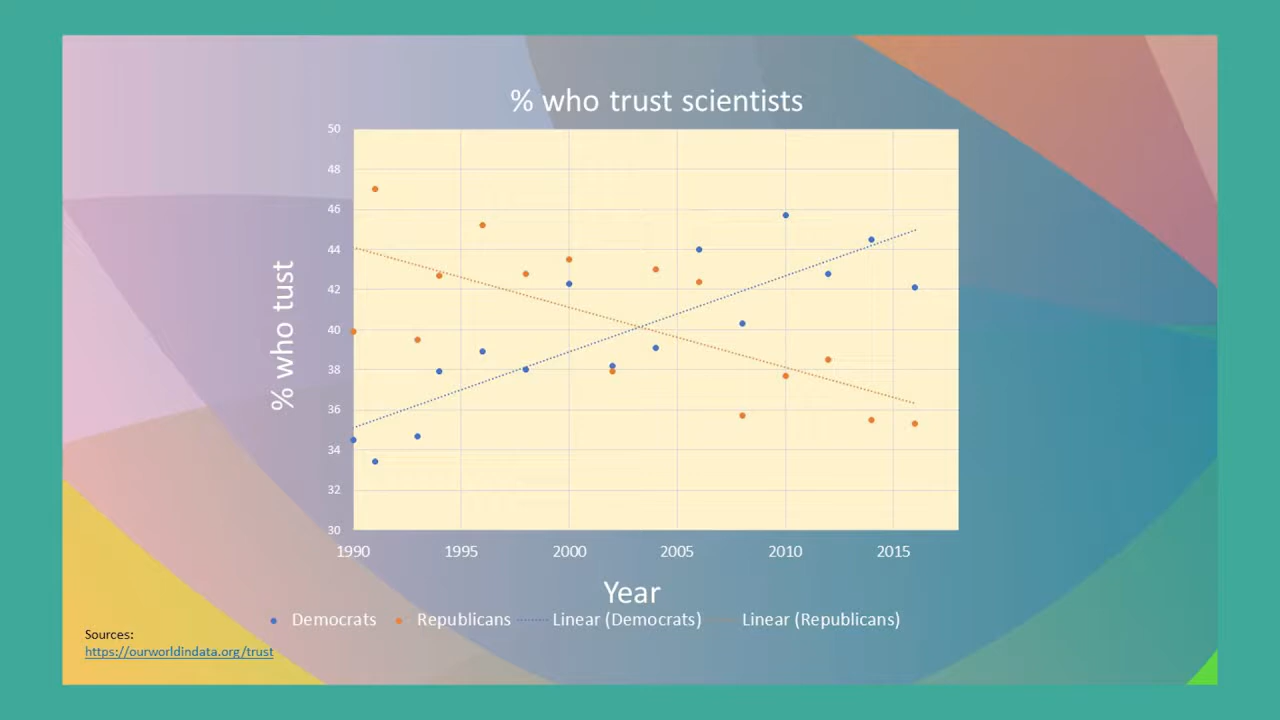 % who trust scientists
50
48
46
44
42
40
38
36
34
32
30
% who tust
1990 1995 2000 2005 2010 2015
Year
Democrats Republicans Linear (Democrats) Linear (Republicans)
Sources:
https://ourworldindata.org/trust